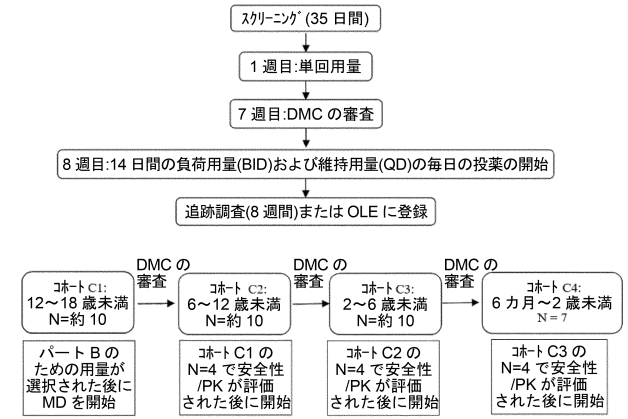 ｽｸﾘｰﾆﾝｸﾞ(35 日間)
1 週目:単回用量
7 週目:DMC の審査
8 週目:14 日間の負荷用量(BID)および維持用量(QD)の毎日の投薬の開始
追跡調査(8 週間)または OLE に登録
DMC の
審査
DMC の
審査
DMC の
審査
ｺﾎｰﾄ C1:
12～18 歳未満
N=約 10
ｺﾎｰﾄ C2:
6～12 歳未満
N=約 10
ｺﾎｰﾄ C3:
2～6 歳未満
N=約 10
ｺﾎｰﾄ C4:
6 カ月～2 歳未満
N = 7
パート B の
ための用量が
選択された後に
MD を開始
ｺﾎｰﾄ C1 の
N=4 で安全性
/PK が評価
された後に開始
ｺﾎｰﾄ C2 の
N=4 で安全性
/PK が評価
された後に開始
ｺﾎｰﾄ C3 の
N=4 で安全性
/PK が評価
された後に開始